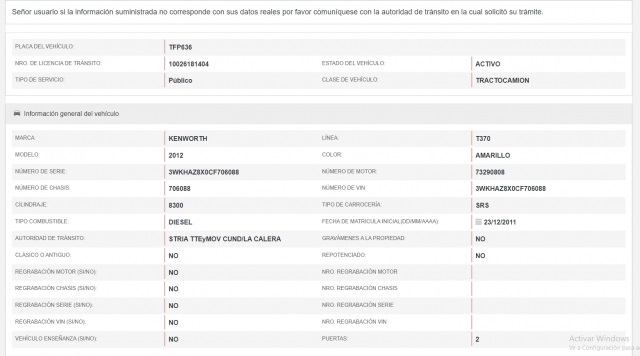 Señor usuario si la información suministrada no corresponde con sus datos reales por favor comuniquese con la autoridad de tránsito en la cual solicitó su trámite.
PLACA DEL VEHÍCULO: TFP636
NRO. DE LICENCIA DE TRÁNSITO: 10026181404 ESTADO DEL VEHÍCULO: ACTIVO
TIPO DE SERVICIO: Público CLASE DE VEHÍCULO: TRACTOCAMION
Información general del vehículo
MARCA: KENWORTH LÍNEA: T370
MODELO: 2012 COLOR: AMARILLO
NÚMERO DE SERIE: 3WKHAZ8X0CF706088 NÚMERO DE MOTOR: 73290808
NÚMERO DE CHASIS: 706088 NÚMERO DE VIN: 3WKHAZ8X0CF706088
CILINDRAJE: 8300 TIPO DE CARROCERÍA: SRS
TIPO COMBUSTIBLE: DIESEL FECHA DE MATRICULA INICIAL(DD/MM/AAAA): 23/12/2011
AUTORIDAD DE TRÁNSITO: STRIA TTEyMOV CUND/LA CALERA GRAVÁMENES A LA PROPIEDAD: NO
CLÁSICO O ANTIGUO: NO REPOTENCIADO: NO
REGRABACIÓN MOTOR (SI/NO): NO NRO. REGRABACIÓN MOTOR
REGRABACIÓN CHASIS (SI/NO): NO NRO. REGRABACIÓN CHASIS
REGRABACIÓN SERIE (SI/NO): NO NRO. REGRABACIÓN SERIE
REGRABACIÓN VIN (SI/NO): NO NRO. REGRABACIÓN VIN
VEHÍCULO ENSEÑANZA (SI/NO): NO PUERTAS: 2
Activar Windows
Ve a Configuración para